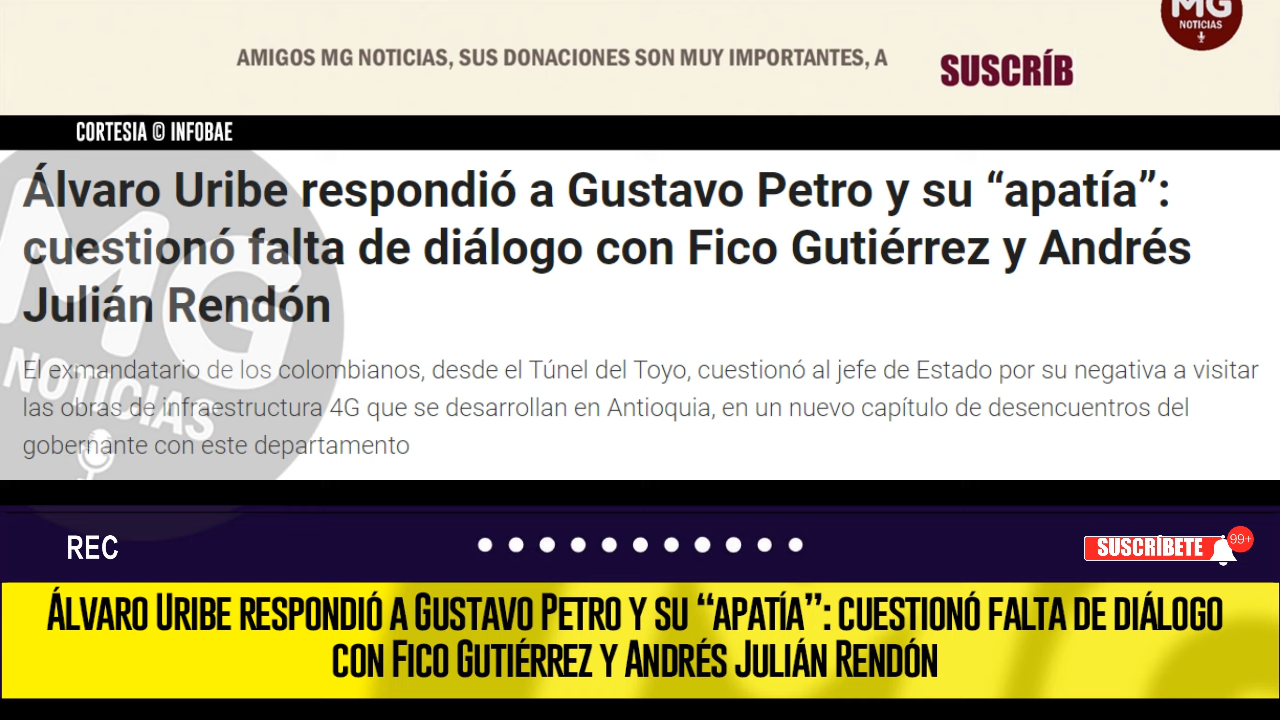 MG
NOTICIAS
AMIGOS MG NOTICIAS, SUS DONACIONES SON MUY IMPORTANTES, A
SUSCRÍB
CORTESIA © INFOBAE
Álvaro Uribe respondió a Gustavo Petro y su “apatía”:
cuestionó falta de diálogo con Fico Gutiérrez y Andrés
Julián Rendón
El exmandatario de los colombianos, desde el Túnel del Toyo, cuestionó al jefe de Estado por su negativa a visitar
las obras de infraestructura 4G que se desarrollan en Antioquia, en un nuevo capítulo de desencuentros del
gobernante con este departamento
MG
NOTICIAS
REC
SUSCRÍBETE
99+
ÁLVARO URIBE RESPONDIÓ A GUSTAVO PETRO Y SU “APATÍA”: CUESTIONÓ FALTA DE DIÁLOGO
CON FICO GUTIÉRREZ Y ANDRÉS JULIÁN RENDÓN